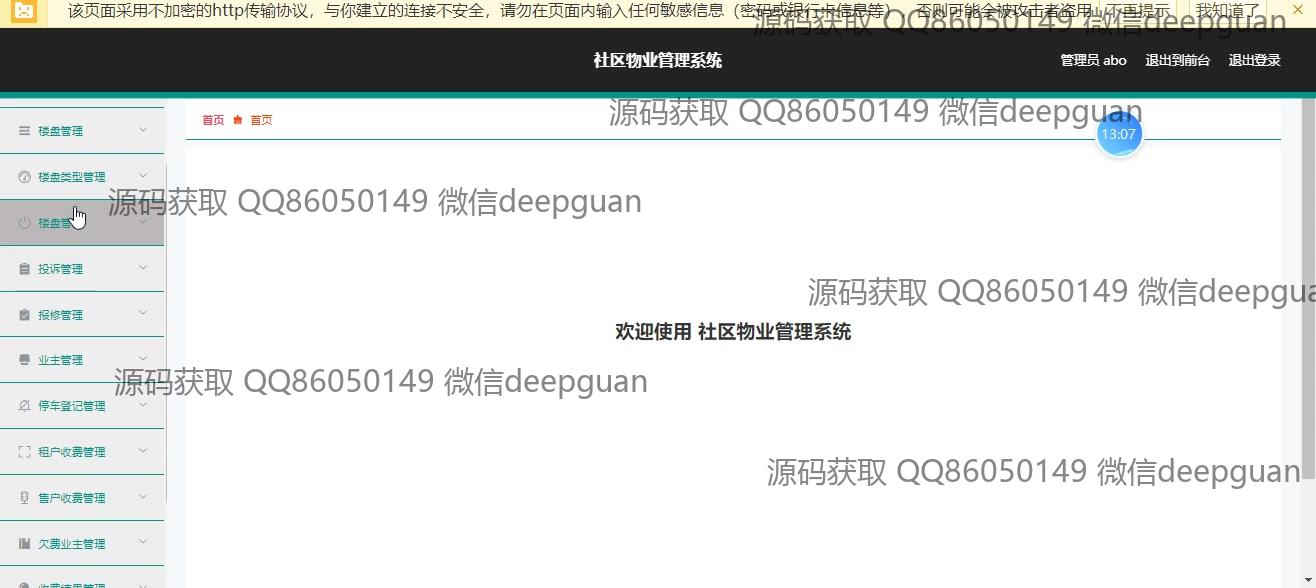 该页面采用不加密的http传输协议，与你建立的连接不安全，请勿在页面内输入任何敏感信息（密码或银行卡信息等），否则可能会被攻击者盗用！
不再提示
我知道了
源码获取 QQ86050149 微信deepguan
社区物业管理系统
管理员 abo
退出到前台
退出登录
楼盘管理
首页 首页
源码获取 QQ86050149 微信deepguan
13:07
楼盘类型管理
源码获取 QQ86050149 微信deepguan
楼盘管
投诉管理
源码获取 QQ86050149 微信deepgua
报修管理
欢迎使用 社区物业管理系统
业主管理
源码获取 QQ86050149 微信deepguan
停车登记管理
租户收费管理
源码获取 QQ86050149 微信deepguan
售户收费管理
欠费业主管理
收费结果管理